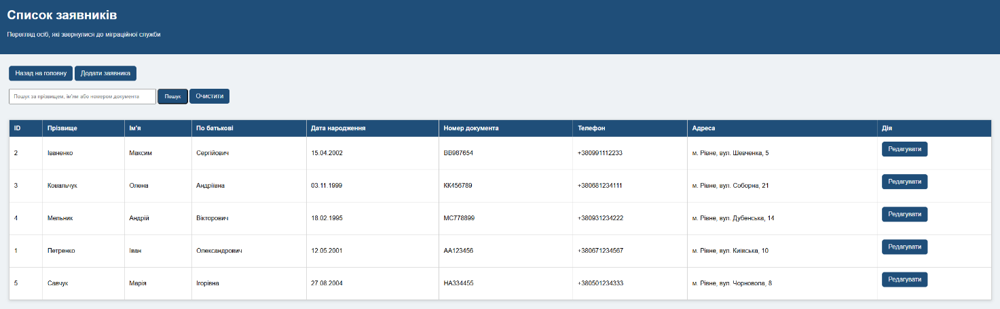 Список заявників
Перегляд осіб, які звернулися до міграційної служби
Назад на головну Додати заявника
Пошук за прізвищем, ім'ям або номером документа Пошук Очистити
ID Прізвище Ім'я По батькові Дата народження Номер документа Телефон Адреса Дія
2 Іваненко Максим Сергійович 15.04.2002 BB987654 +380991112233 м. Рівне, вул. Шевченка, 5 Редагувати
3 Ковальчук Олена Андріївна 03.11.1999 KK456789 +380681234111 м. Рівне, вул. Соборна, 21 Редагувати
4 Мельник Андрій Вікторович 18.02.1995 MC778899 +380931234222 м. Рівне, вул. Дубенська, 14 Редагувати
1 Петренко Іван Олександрович 12.05.2001 AA123456 +380671234567 м. Рівне, вул. Київська, 10 Редагувати
5 Савчук Марія Ігорівна 27.08.2004 HA334455 +380501234333 м. Рівне, вул. Чорновола, 8 Редагувати